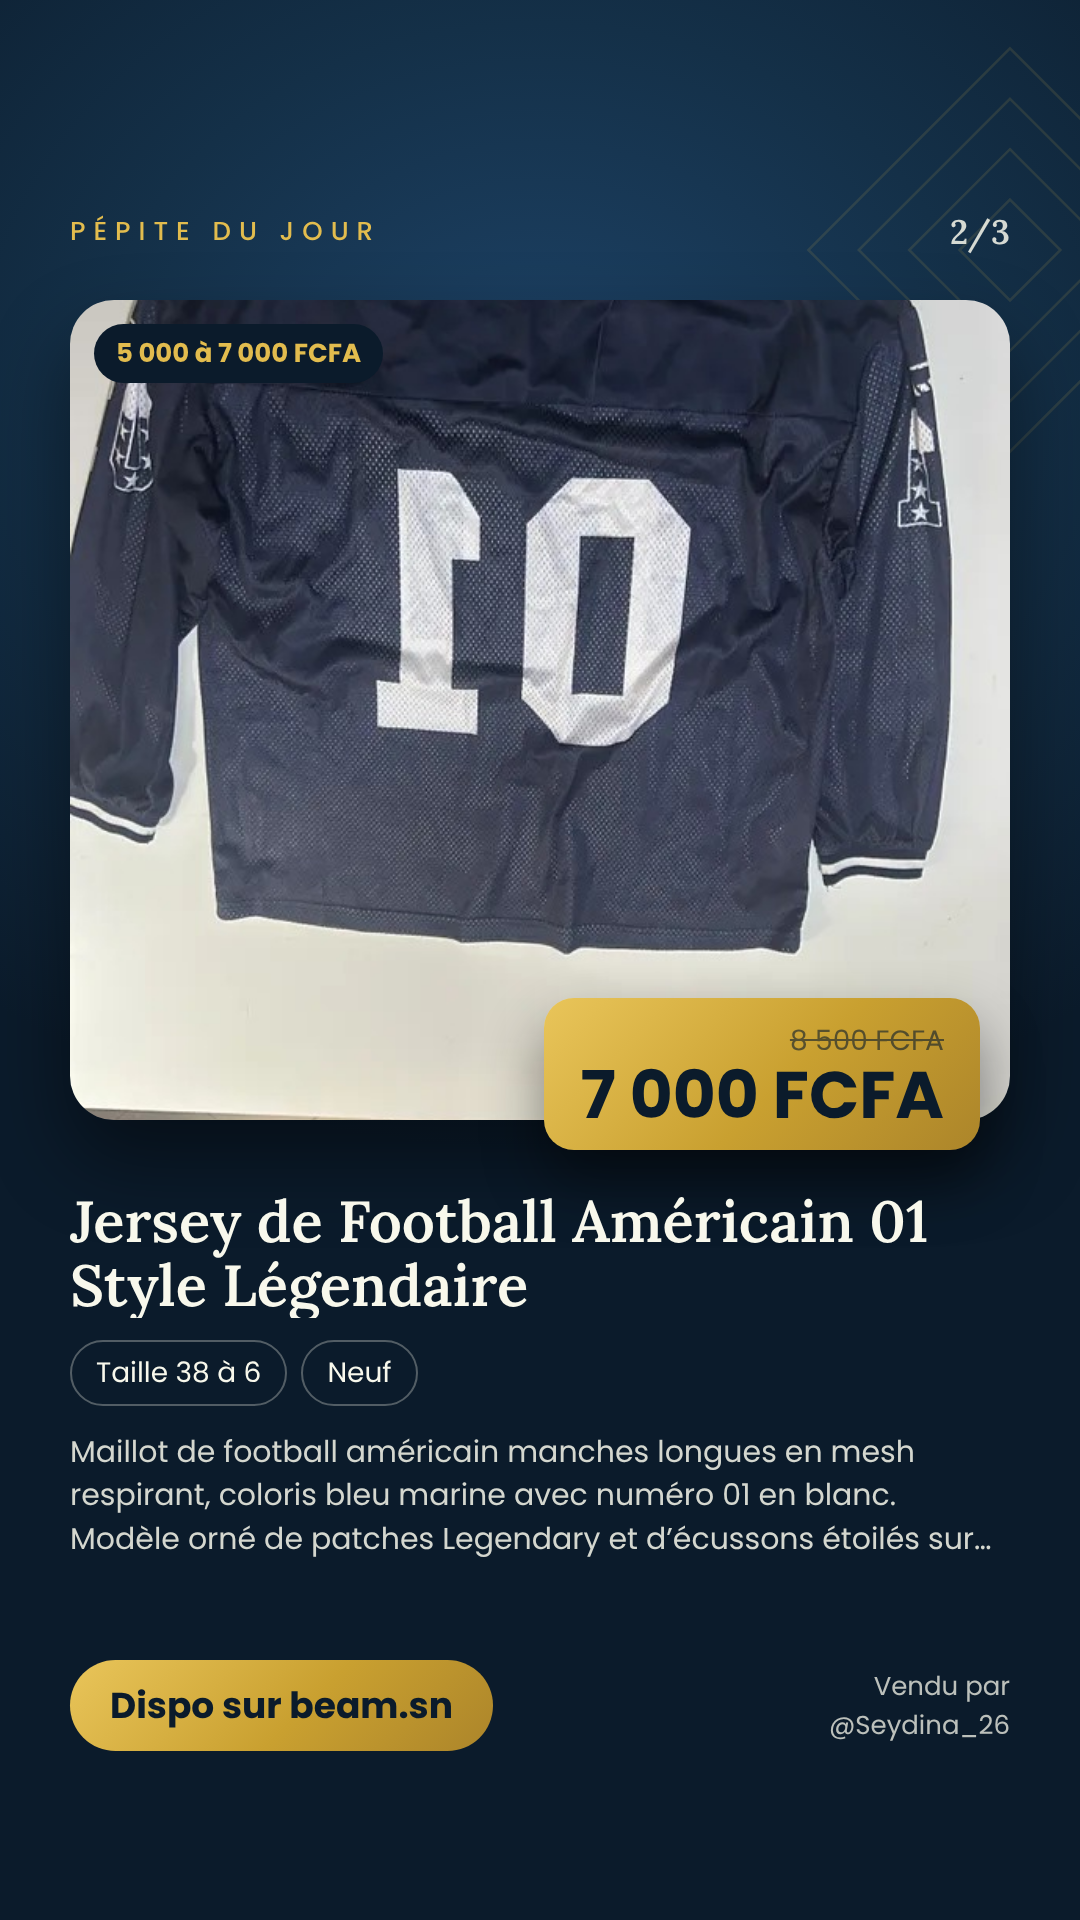 PÉPITE DU JOUR
2/3
5 000 à 7 000 FCFA
10
8 500 FCFA
7 000 FCFA
Jersey de Football Américain 01
Style Légendaire
Taille 38 à 6
Neuf
Maillot de football américain manches longues en mesh
respirant, coloris bleu marine avec numéro 01 en blanc.
Modèle orné de patches Legendary et d’écussons étoilés sur...
Dispo sur beam.sn
Vendu par
@Seydina_26